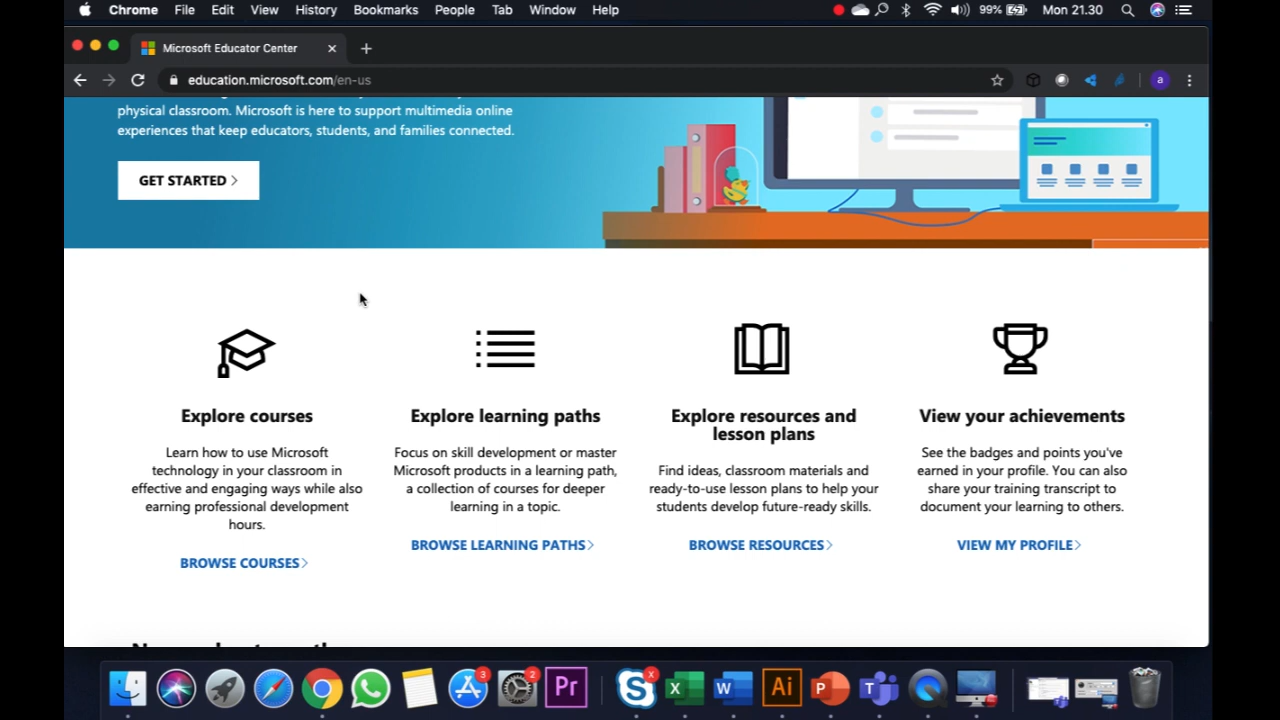 Chrome File Edit View History Bookmarks People Tab Window Help 99% Mon 21.30
Microsoft Educator Center
education.microsoft.com/en-us a
physical classroom. Microsoft is here to support multimedia online
experiences that keep educators, students, and families connected.
GET STARTED
Explore courses
Learn how to use Microsoft
technology in your classroom in
effective and engaging ways while also
earning professional development
hours.
BROWSE COURSES
Explore learning paths
Focus on skill development or master
Microsoft products in a learning path,
a collection of courses for deeper
learning in a topic.
BROWSE LEARNING PATHS
Explore resources and
lesson plans
Find ideas, classroom materials and
ready-to-use lesson plans to help your
students develop future-ready skills.
BROWSE RESOURCES
View your achievements
See the badges and points you've
earned in your profile. You can also
share your training transcript to
document your learning to others.
VIEW MY PROFILE
3 2 Pr S x X W Ai P T